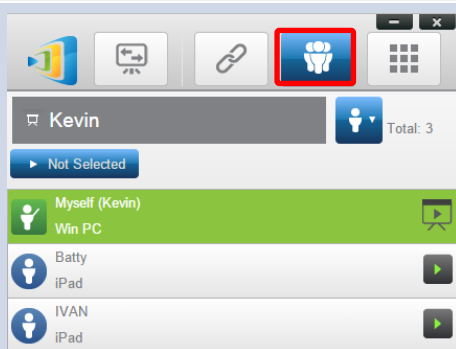 Kevin
Total: 3
Not Selected
Myself (Kevin)
Win PC
Batty
iPad
IVAN
iPad